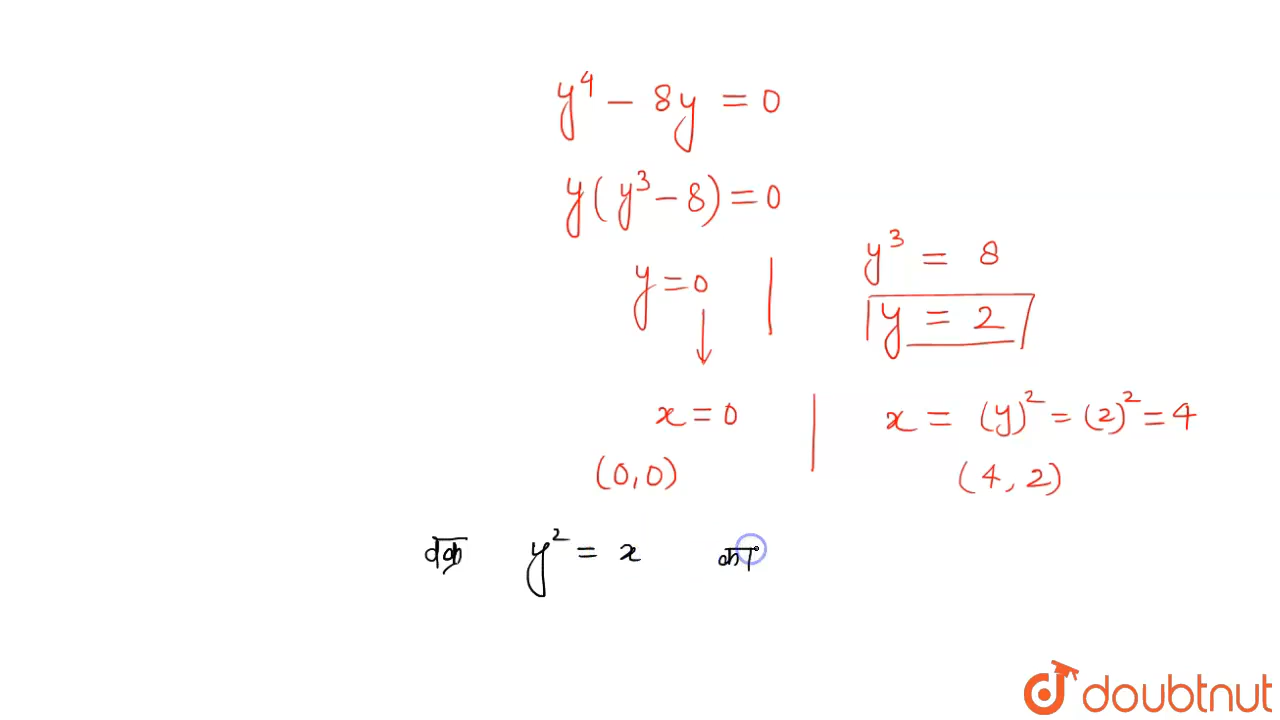 y⁴ - 8y = 0
y(y³ - 8) = 0
y = 0 | y³ = 8
y = 2
x = 0 | x = (y)² = (2)² = 4
(0, 0) (4, 2)
वक्र y² = x का
doubtnut